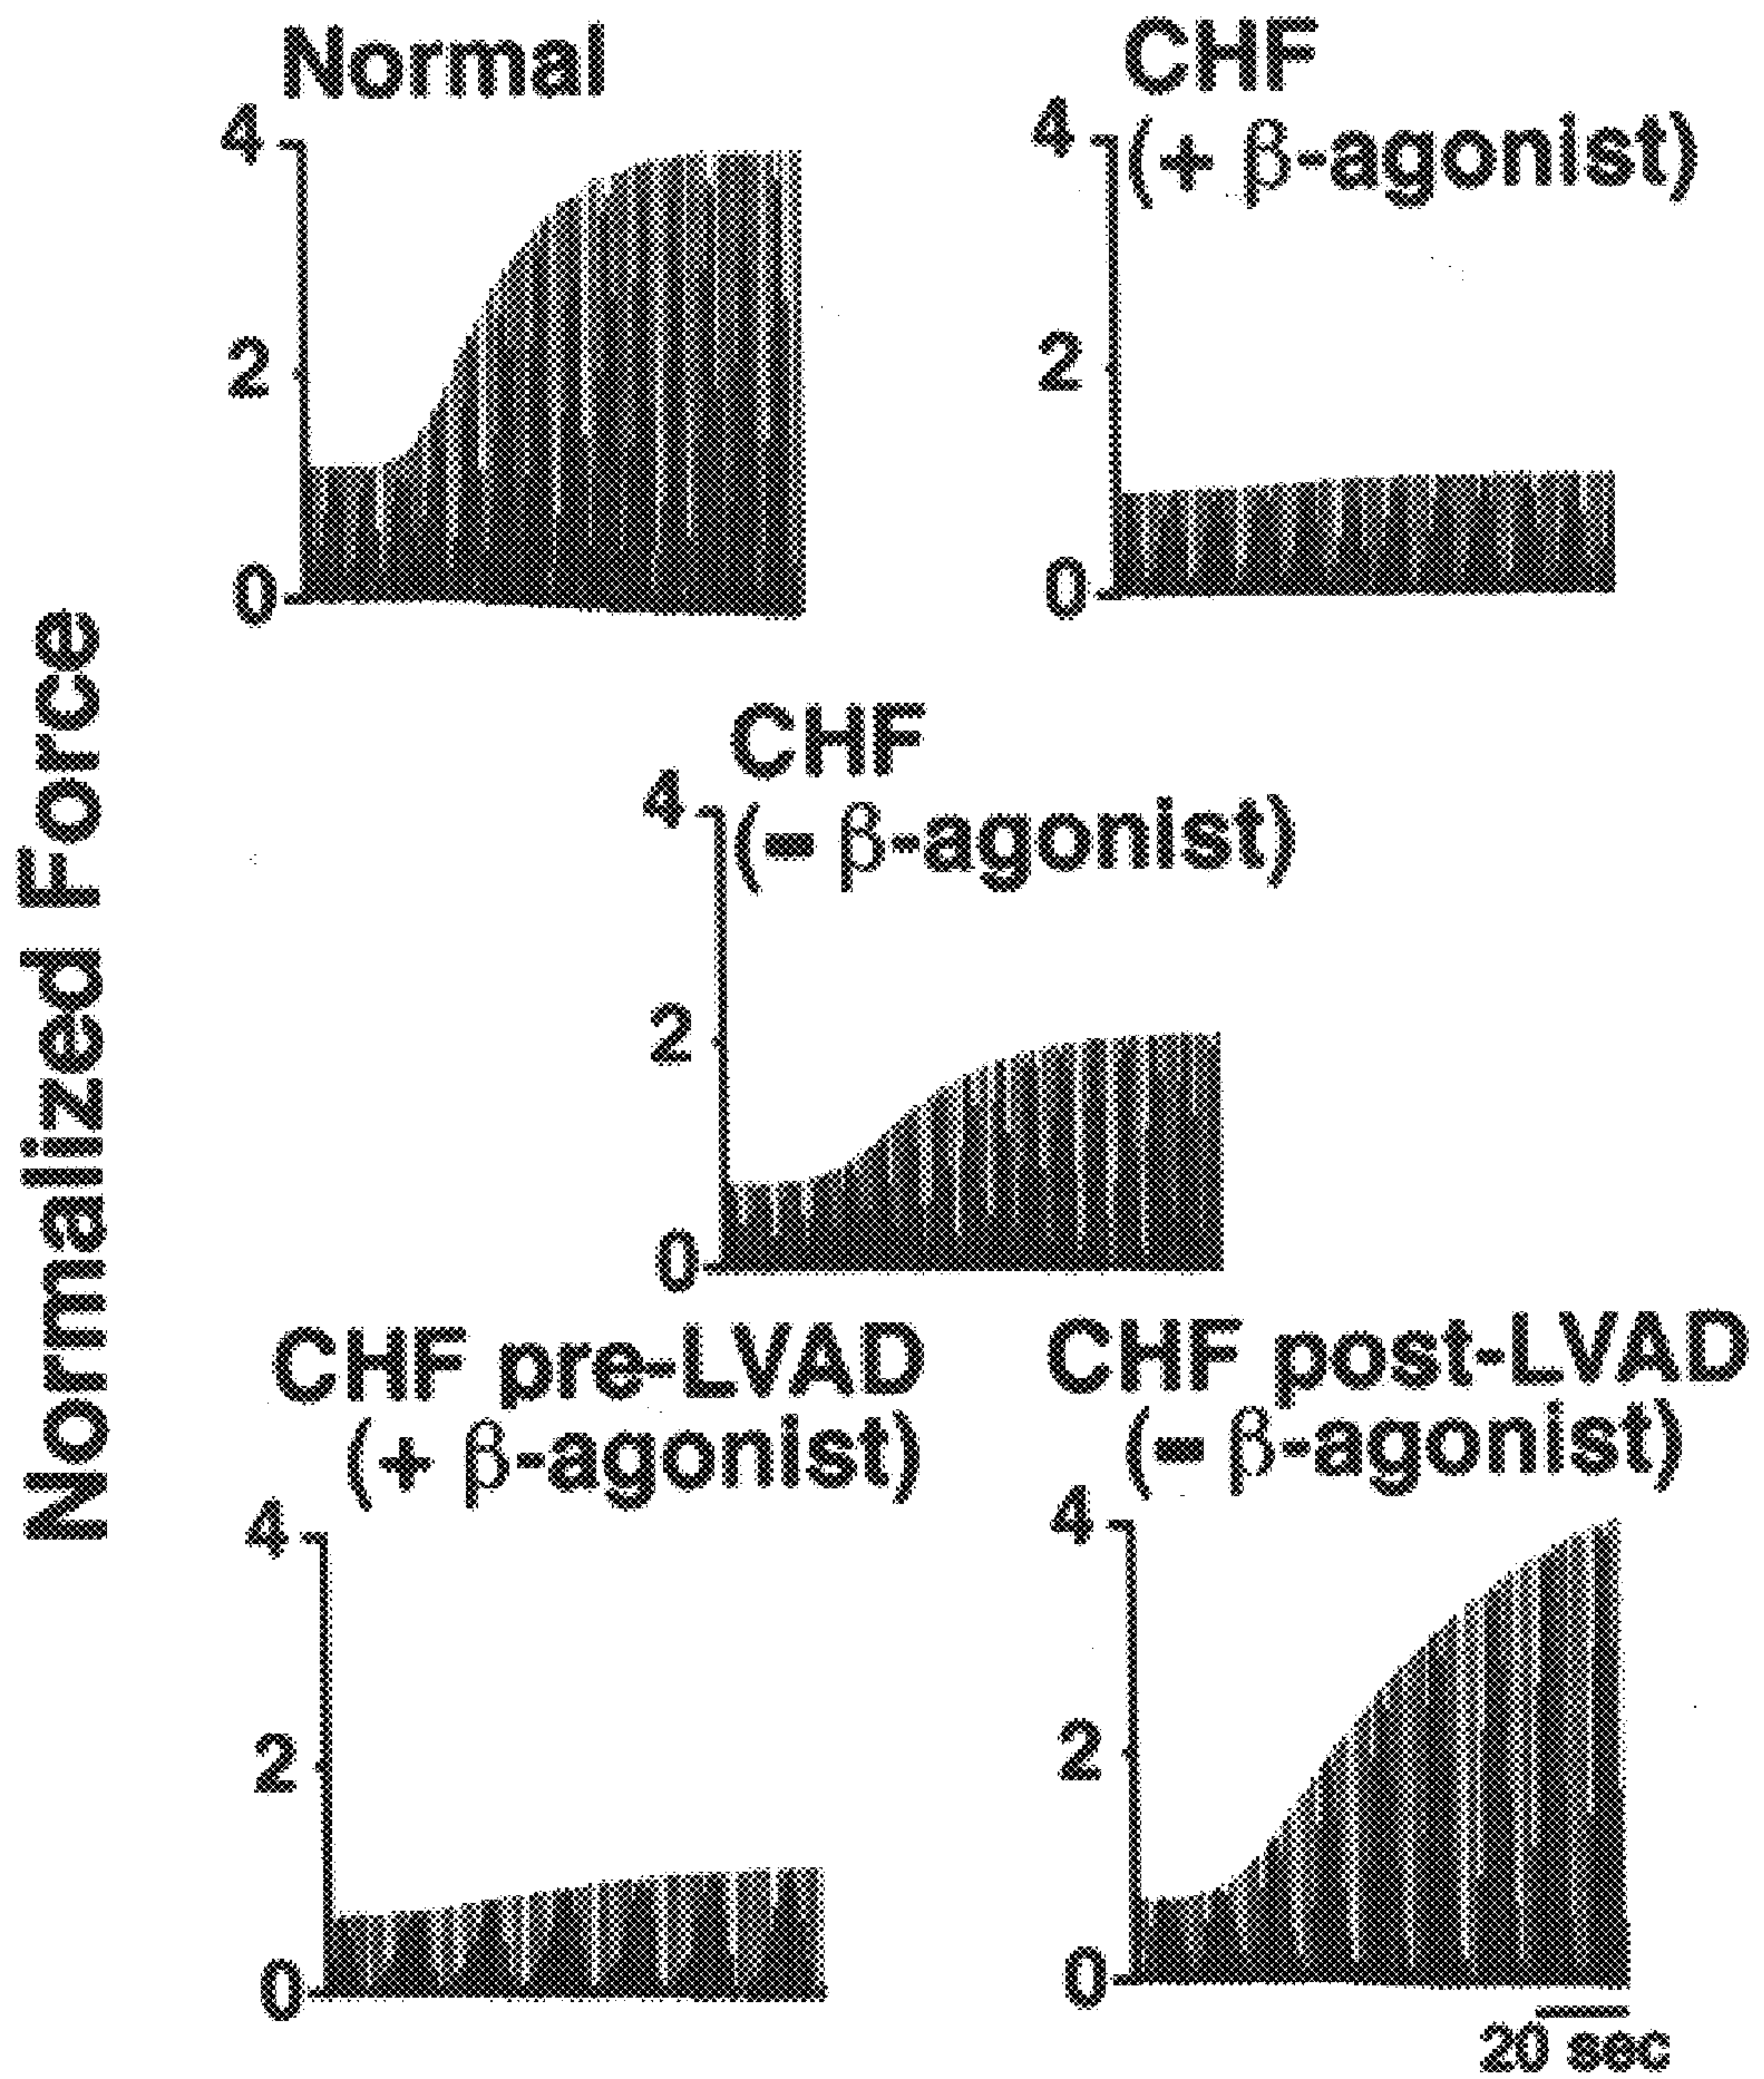 Normalized Force
Normal
4
2
0
CHF
(+ β-agonist)
4
2
0
CHF
(- β-agonist)
4
2
0
CHF pre-LVAD
(+ β-agonist)
4
2
0
CHF post-LVAD
(- β-agonist)
4
2
0
20 sec